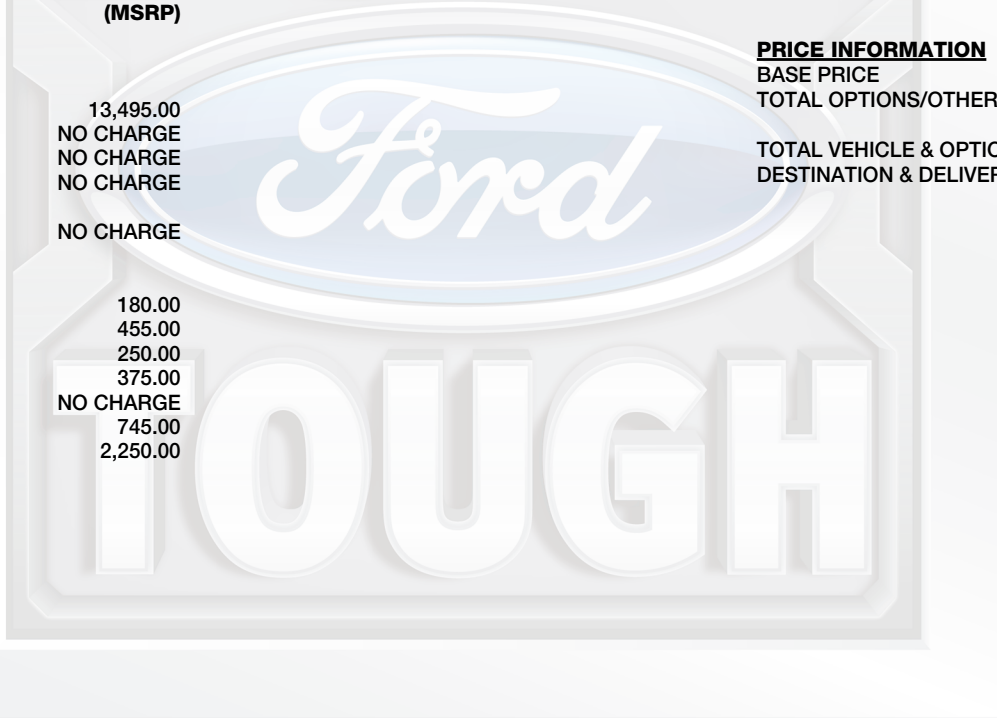 (MSRP)
13,495.00
NO CHARGE
NO CHARGE
NO CHARGE
NO CHARGE
180.00
455.00
250.00
375.00
NO CHARGE
745.00
2,250.00
PRICE INFORMATION
BASE PRICE
TOTAL OPTIONS/OTHER
TOTAL VEHICLE & OPTIO
DESTINATION & DELIVER
Ford
TOUGH